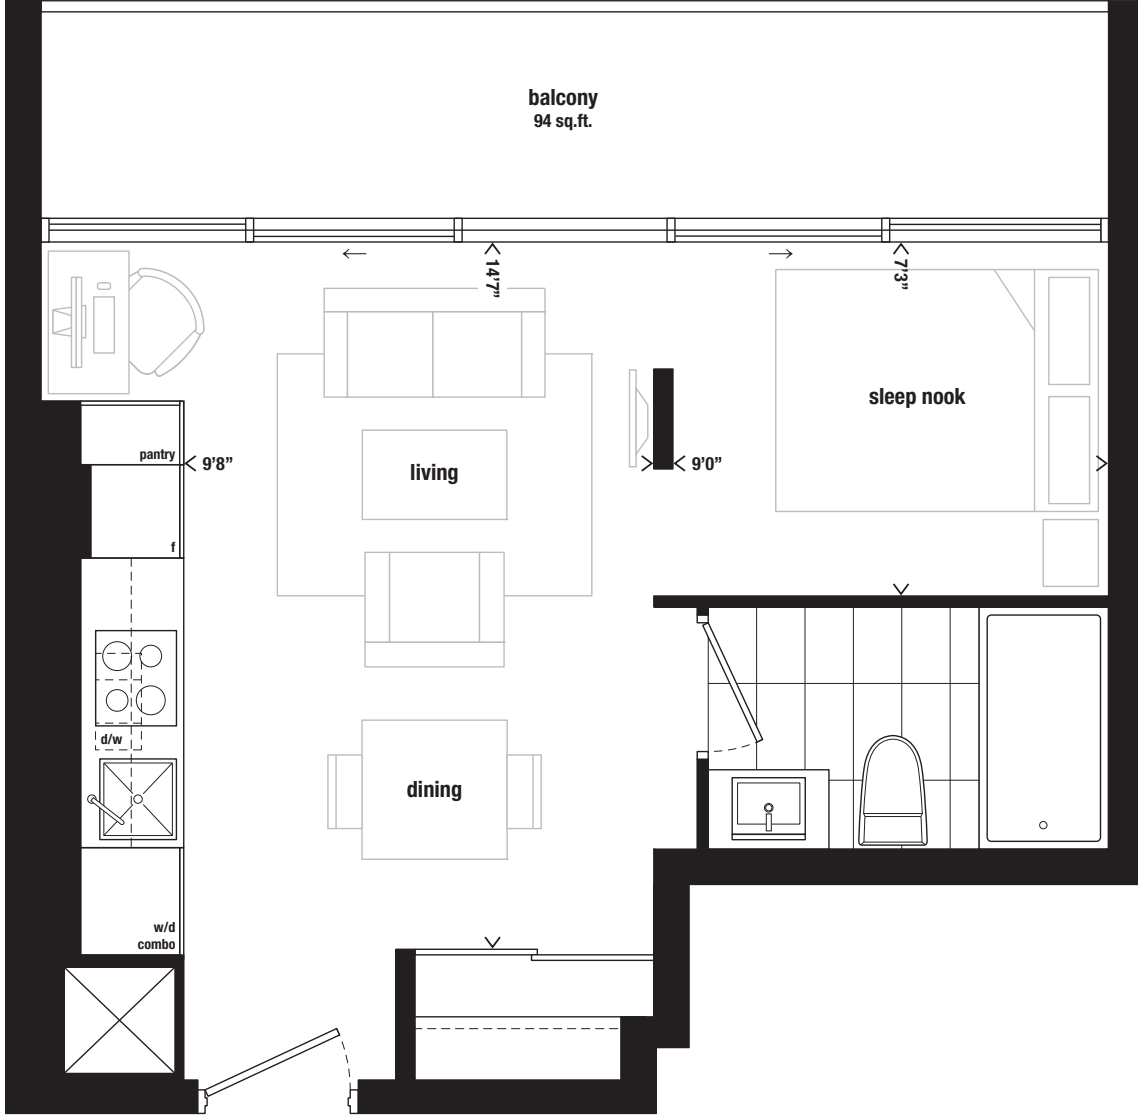 balcony
94 sq.ft.
14'7"
7'3"
sleep nook
pantry
9'8"
living
9'0"
f
d/w
dining
w/d
combo